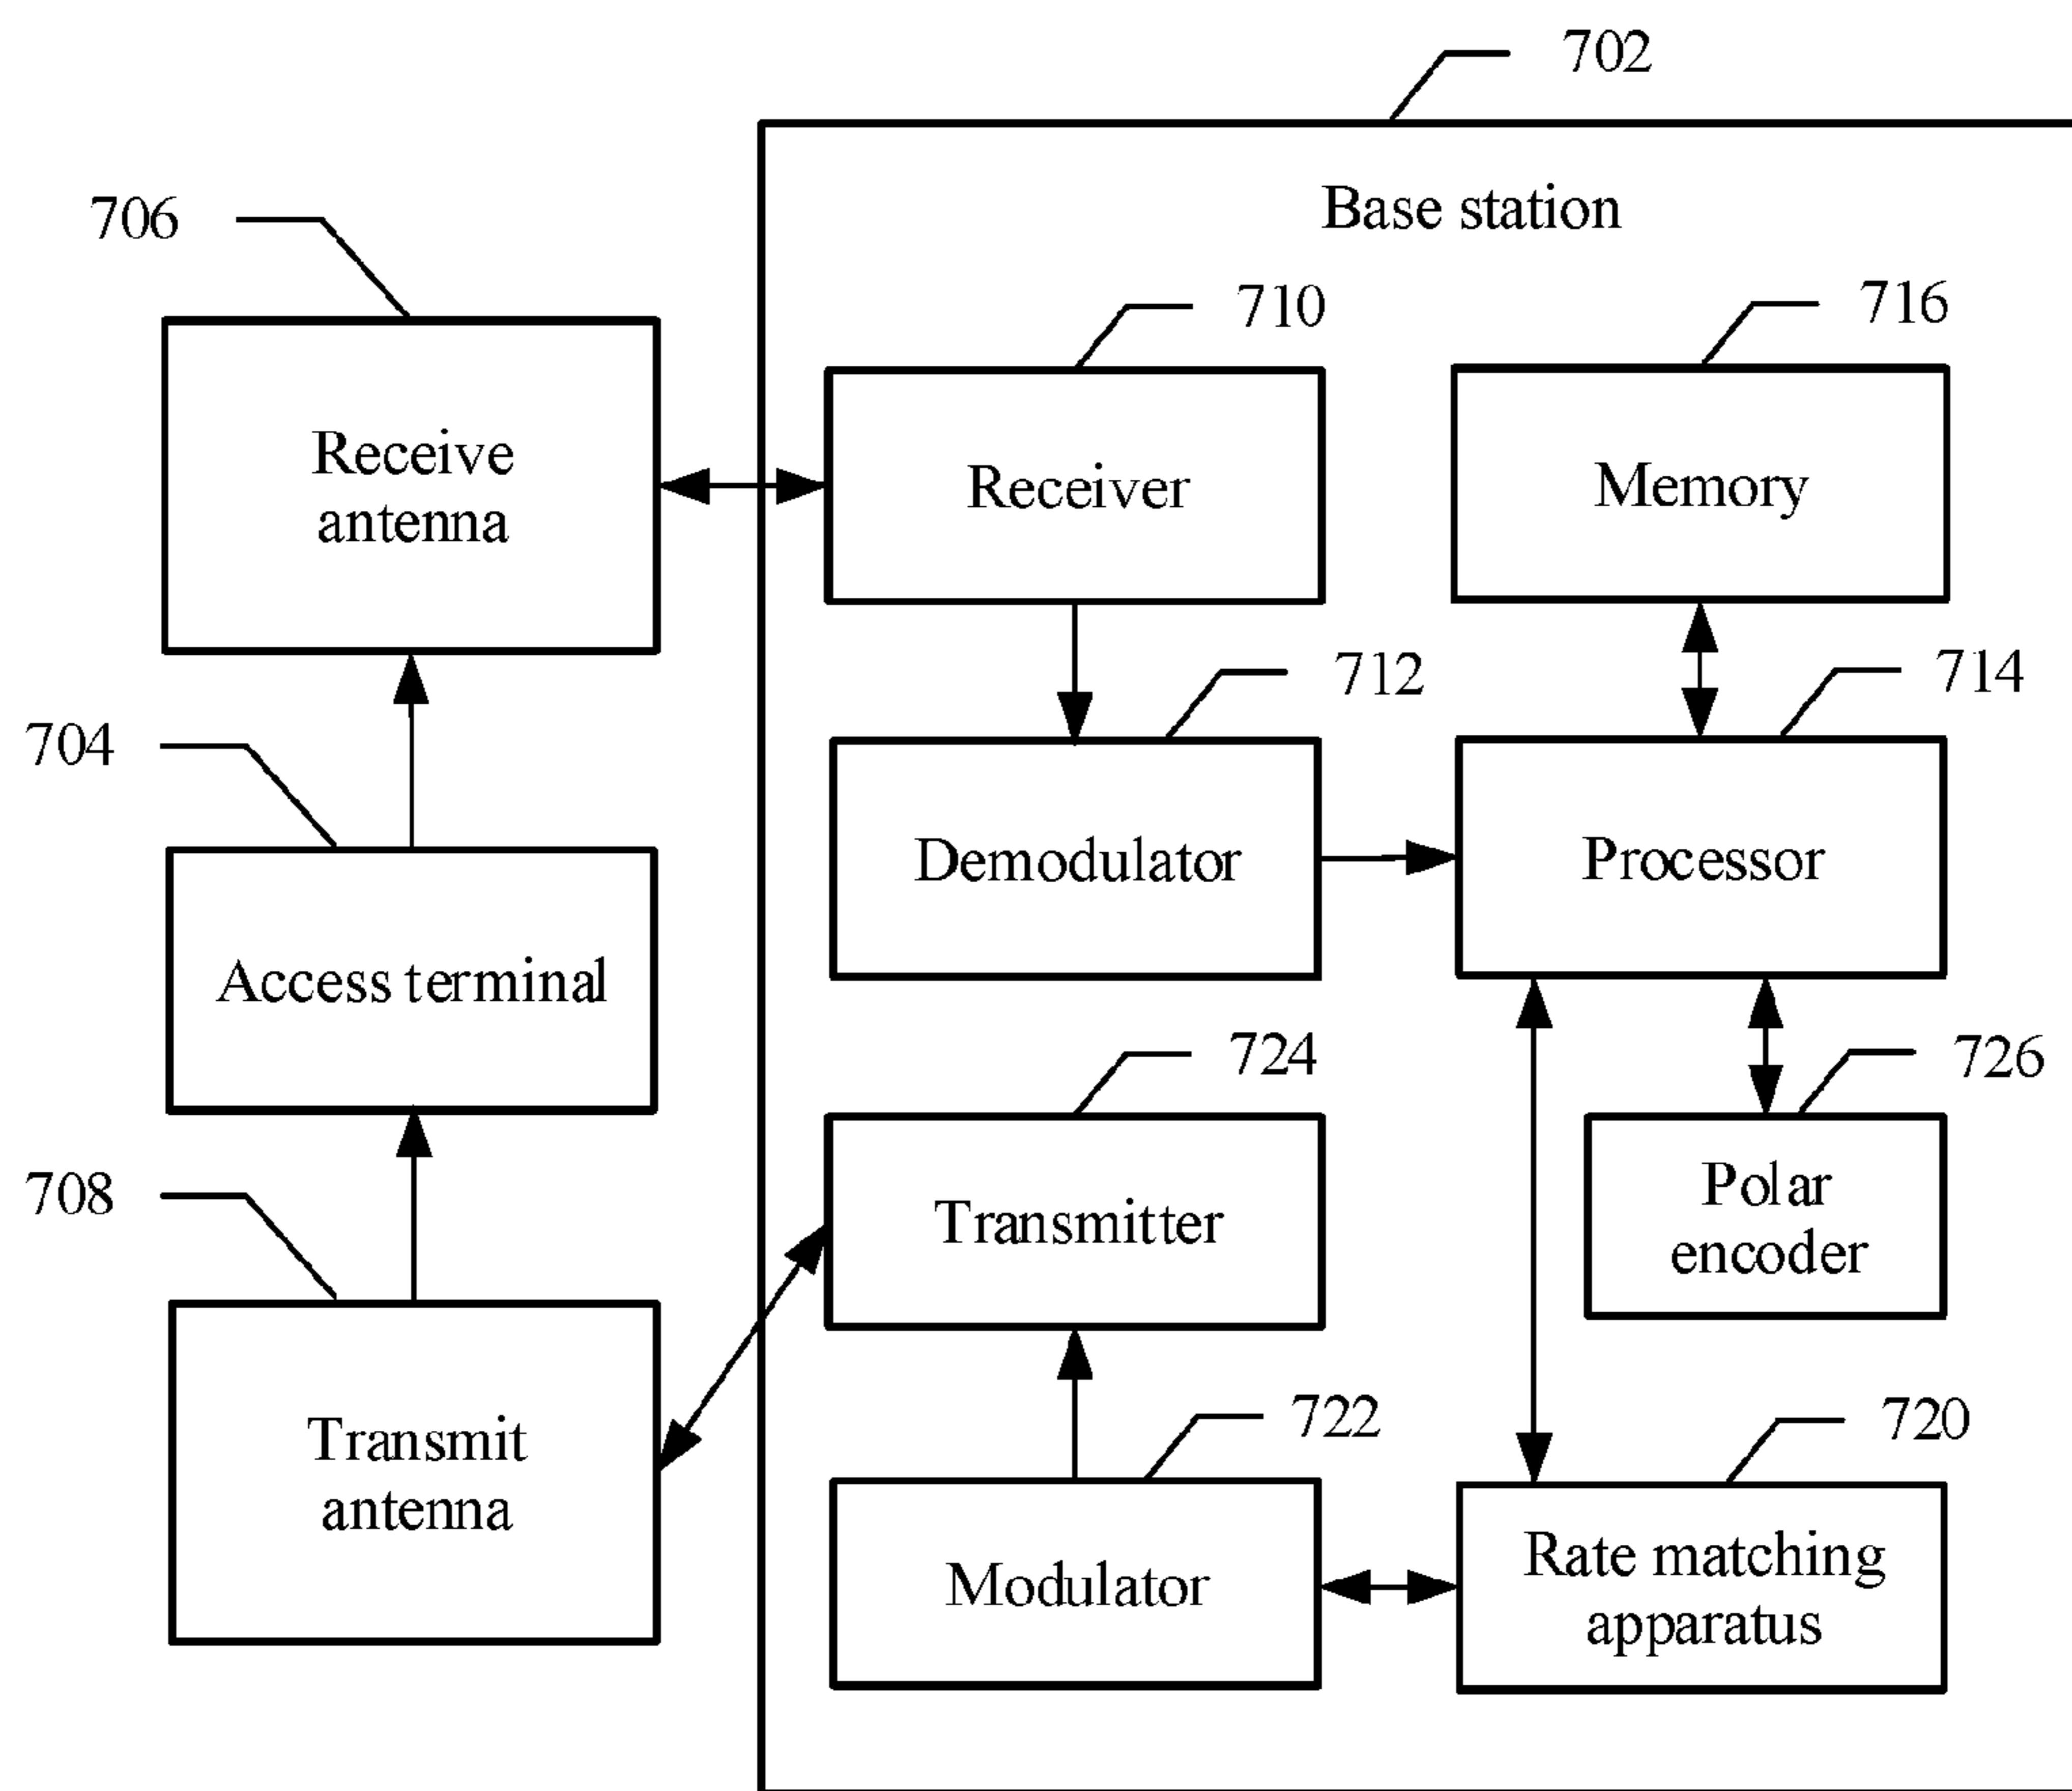 702
Base station
706
710
716
Receive
antenna
Receiver
Memory
712
714
704
Demodulator
Processor
Access terminal
724
726
708
Transmitter
Polar
encoder
722
720
Transmit
antenna
Modulator
Rate matching
apparatus